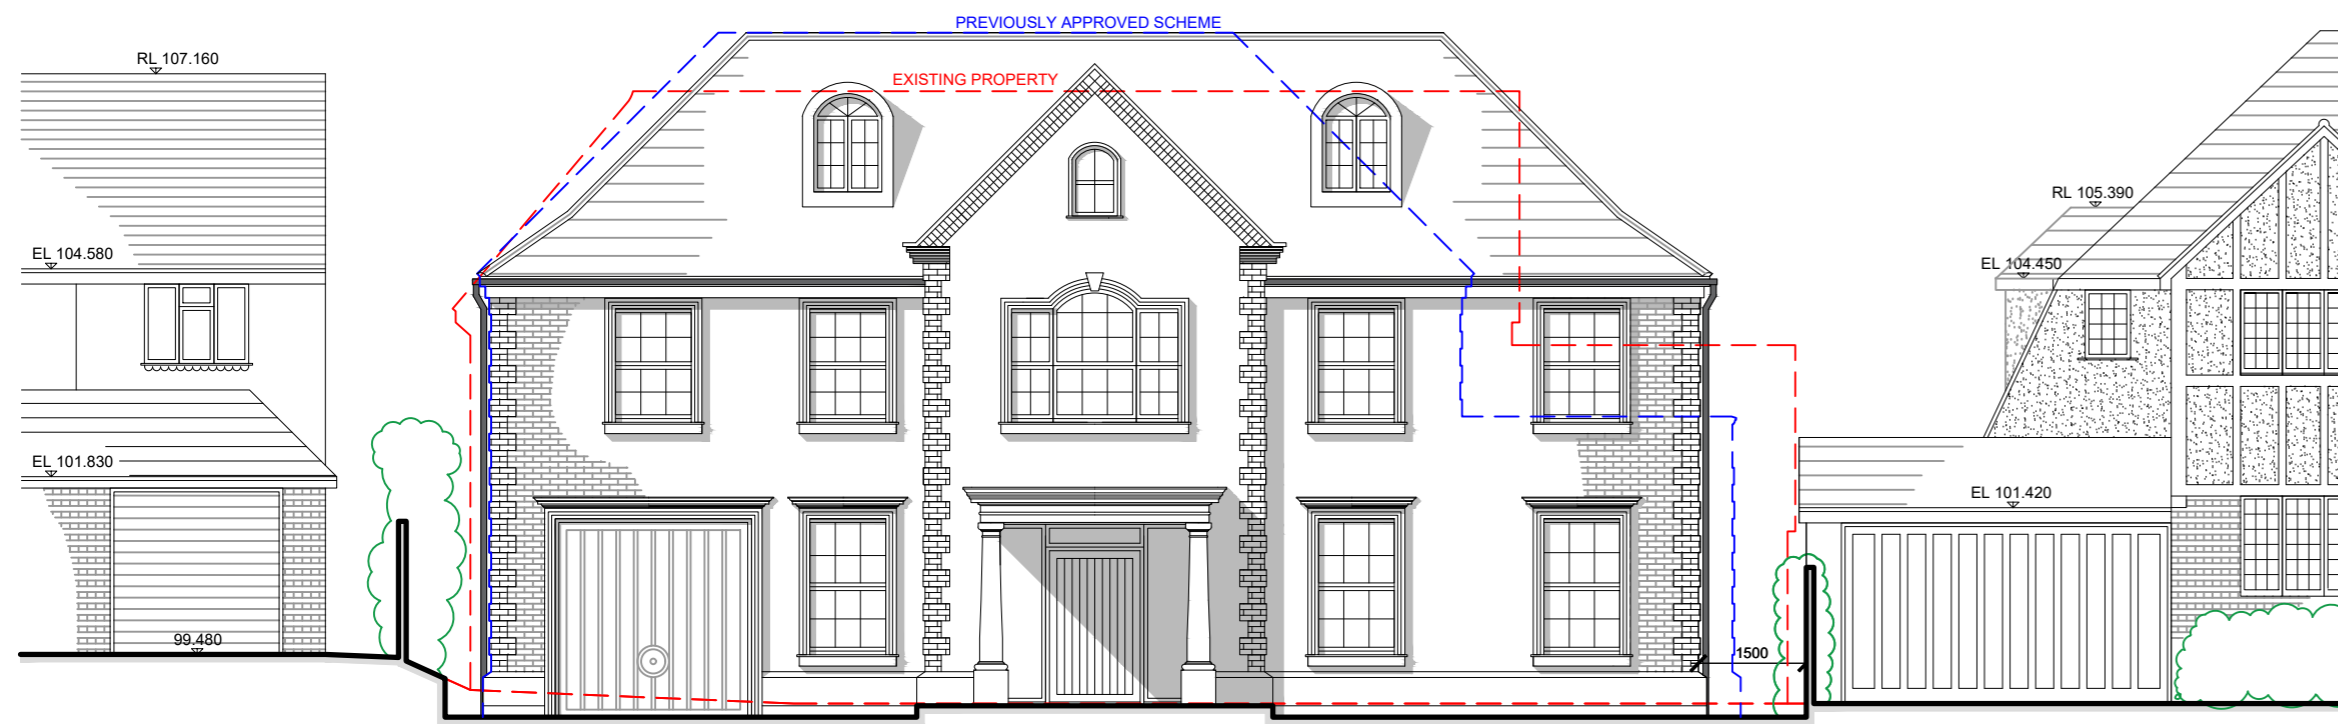 PREVIOUSLY APPROVED SCHEME
RL 107.160
EXISTING PROPERTY
RL 105.390
EL 104.580
EL 104.450
EL 101.830
EL 101.420
99.480
1500